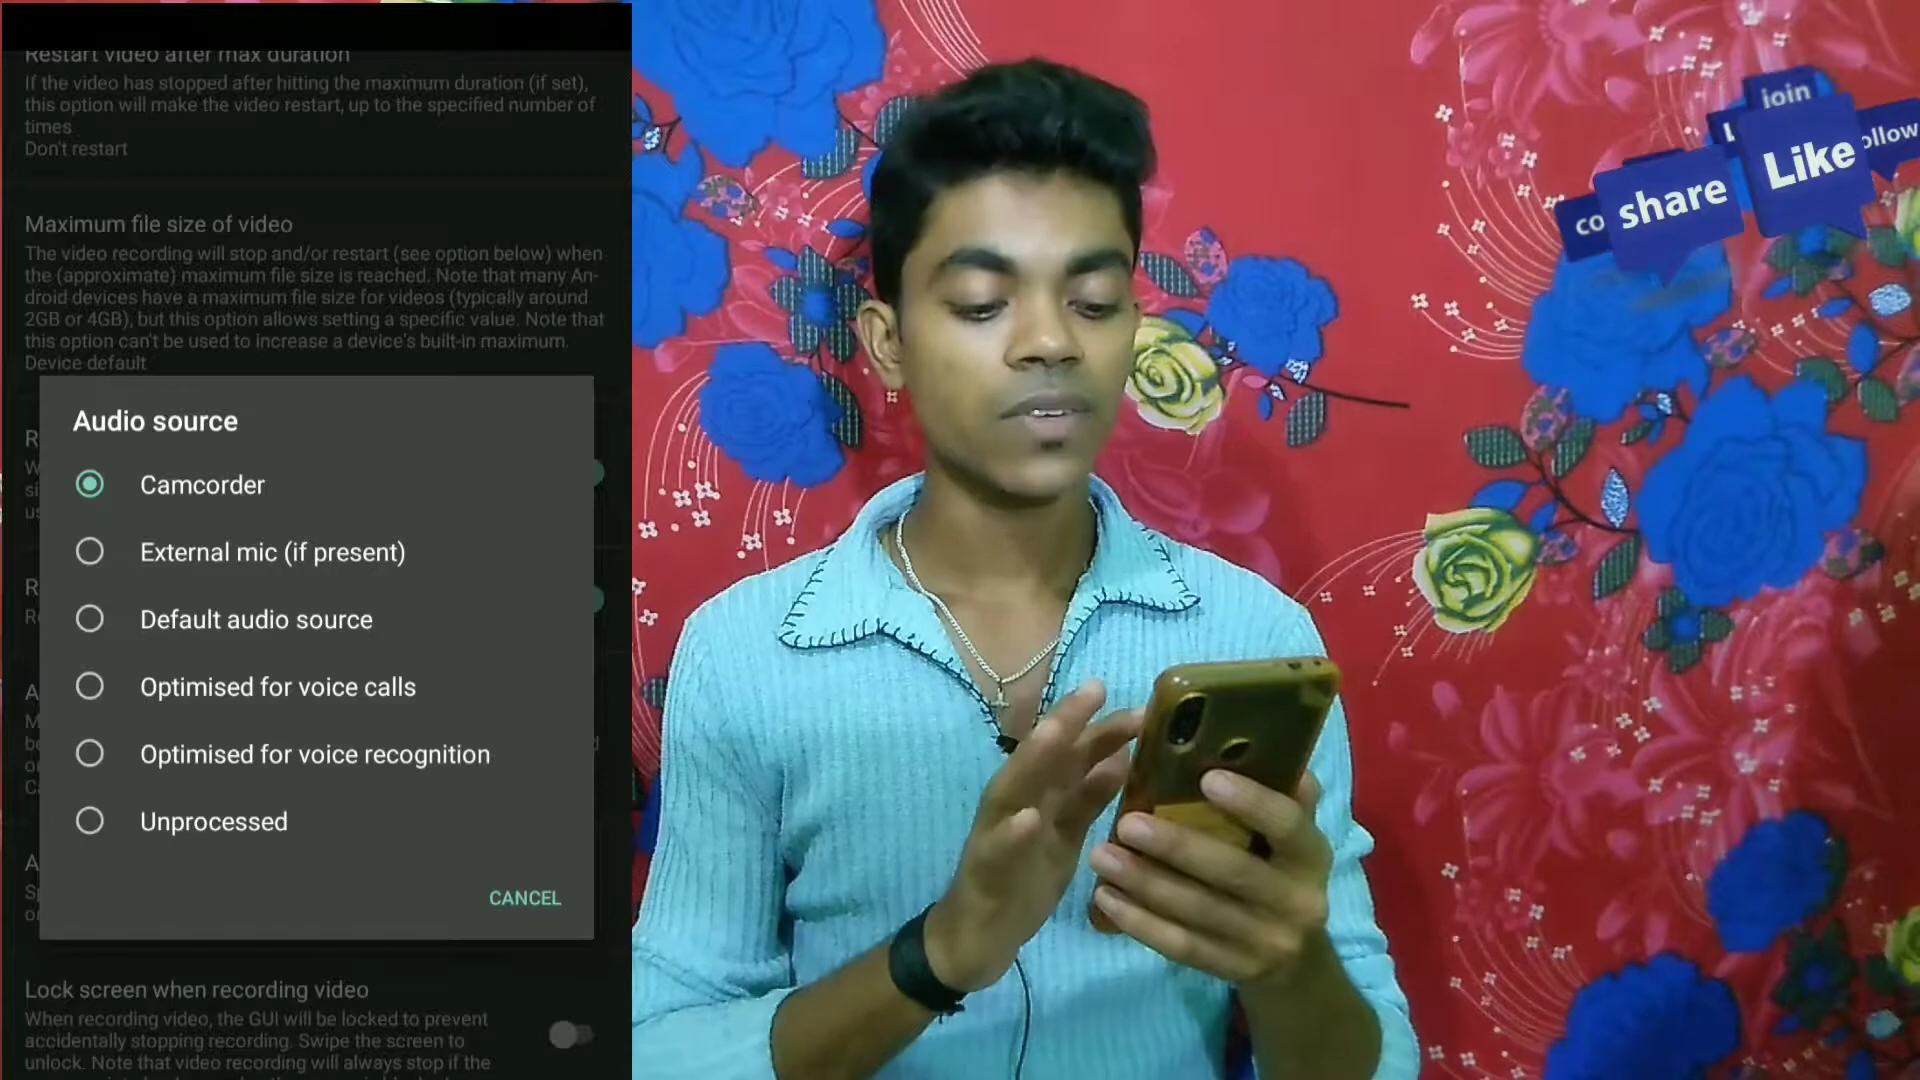 Restart video after max duration
If the video has stopped after hitting the maximum duration (if set),
this option will make the video restart, up to the specified number of
times
Don't restart
Maximum file size of video
The video recording will stop and/or restart (see option below) when
the (approximate) maximum file size is reached. Note that many An-
droid devices have a maximum file size for videos (typically around
2GB or 4GB), but this option allows setting a specific value. Note that
this option can't be used to increase a device's built-in maximum.
Device default
Audio source
Camcorder
External mic (if present)
Default audio source
Optimised for voice calls
Optimised for voice recognition
Unprocessed
CANCEL
Lock screen when recording video
When recording video, the GUI will be locked to prevent
accidentally stopping recording. Swipe the screen to
unlock. Note that video recording will always stop if the
join
Like
ollow
co
share